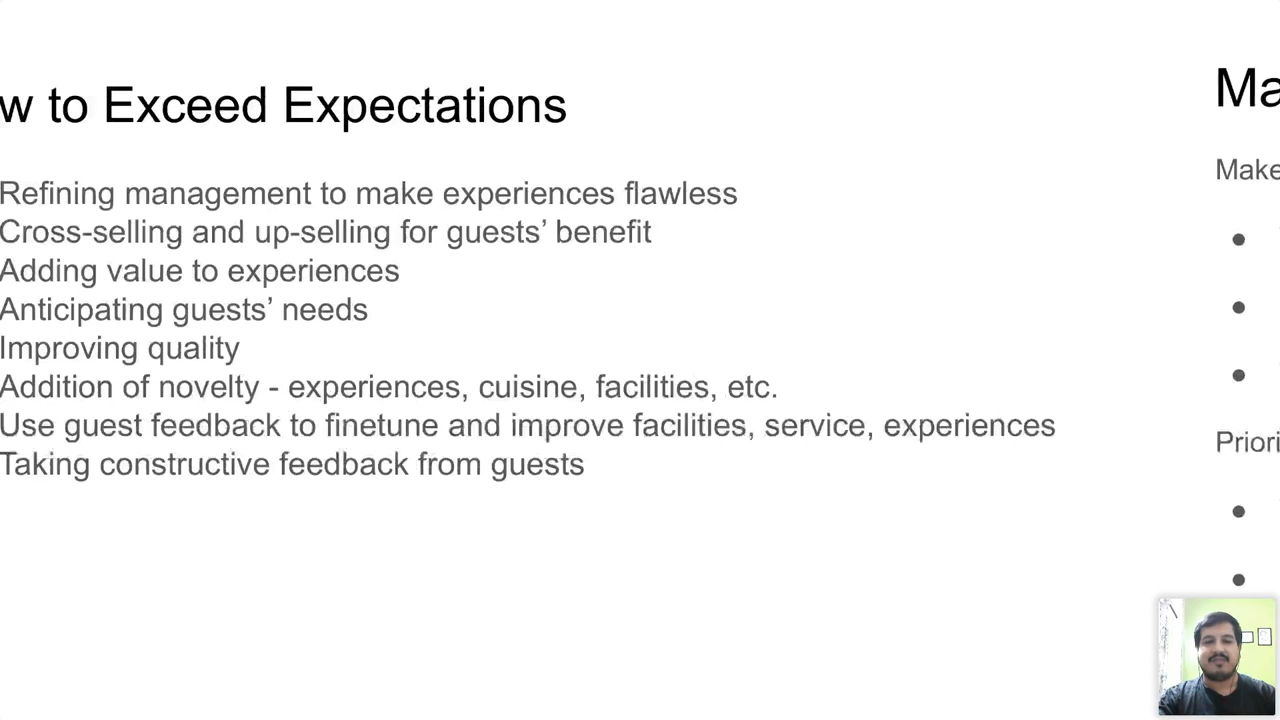 w to Exceed Expectations
Refining management to make experiences flawless
Cross-selling and up-selling for guests’ benefit
Adding value to experiences
Anticipating guests’ needs
Improving quality
Addition of novelty - experiences, cuisine, facilities, etc.
Use guest feedback to finetune and improve facilities, service, experiences
Taking constructive feedback from guests
Ma
Make
Priori